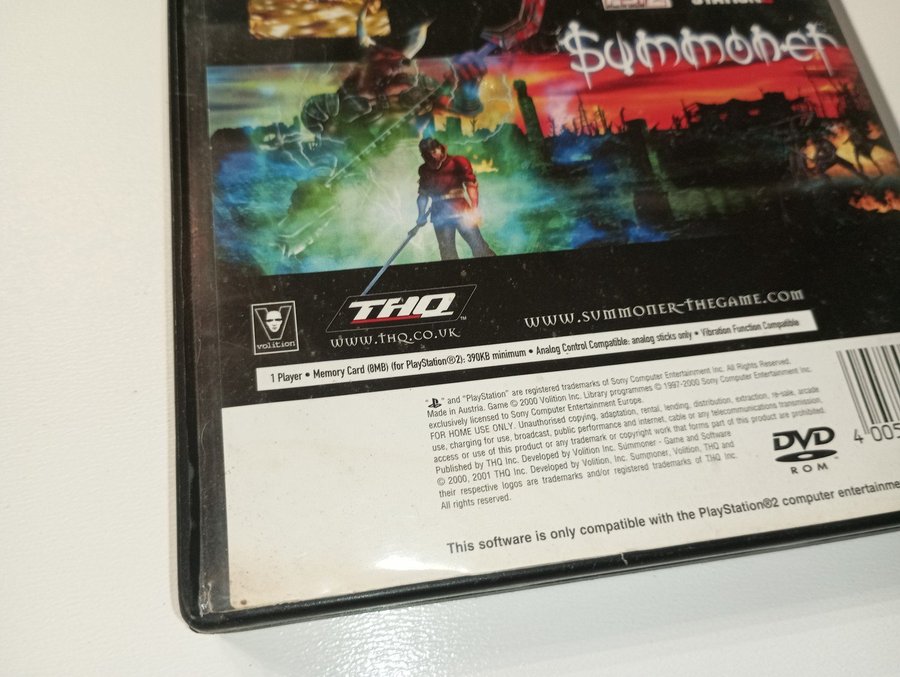 STATION 2
Summoner
volition
THQ™
WWW.THQ.CO.UK
WWW.SUMMONER-THEGAME.COM
1 Player • Memory Card (8MB) (for PlayStation®2): 390KB minimum • Analog Control Compatible: analog sticks only • Vibration Function Compatible
" and "PlayStation" are registered trademarks of Sony Computer Entertainment Inc. All Rights Reserved.
Made in Austria. Game © 2000 Volition Inc. Library programmes © 1997-2000 Sony Computer Entertainment Inc.
exclusively licensed to Sony Computer Entertainment Europe.
FOR HOME USE ONLY. Unauthorised copying, adaptation, rental, lending, distribution, extraction, re-sale, arcade
use, charging for use, broadcast, public performance and internet, cable or any telecommunications transmission,
access or use of this product or any trademark or copyright work that forms part of this product are prohibited.
Published by THQ Inc. Developed by Volition Inc. Summoner - Game and Software
© 2000, 2001 THQ Inc. Developed by Volition, Inc. Summoner, Volition, THQ and
their respective logos are trademarks and/or registered trademarks of THQ Inc.
All rights reserved.
DVD
ROM
4 005
This software is only compatible with the PlayStation®2 computer entertainme